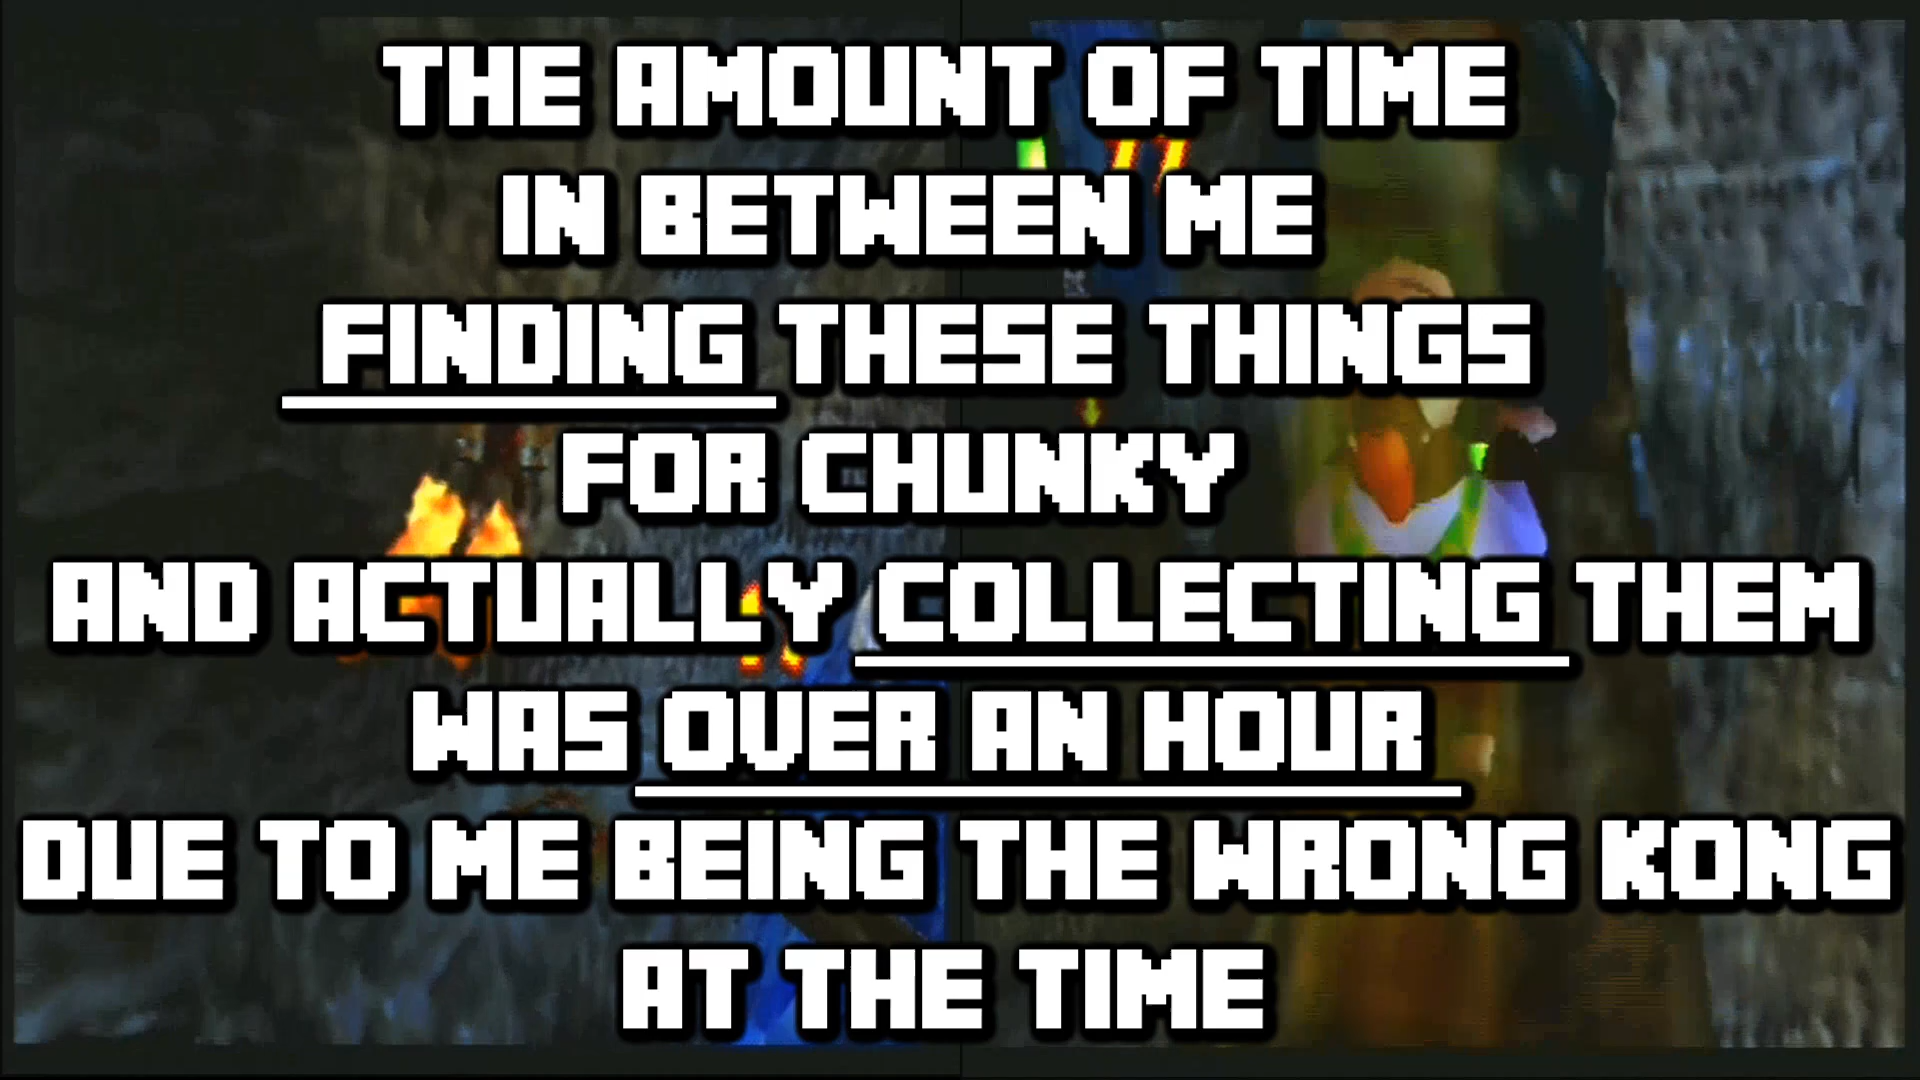 THE AMOUNT OF TIME
IN BETWEEN ME
FINDING THESE THINGS
FOR CHUNKY
AND ACTUALLY COLLECTING THEM
WAS OVER AN HOUR
DUE TO ME BEING THE WRONG KONG
AT THE TIME